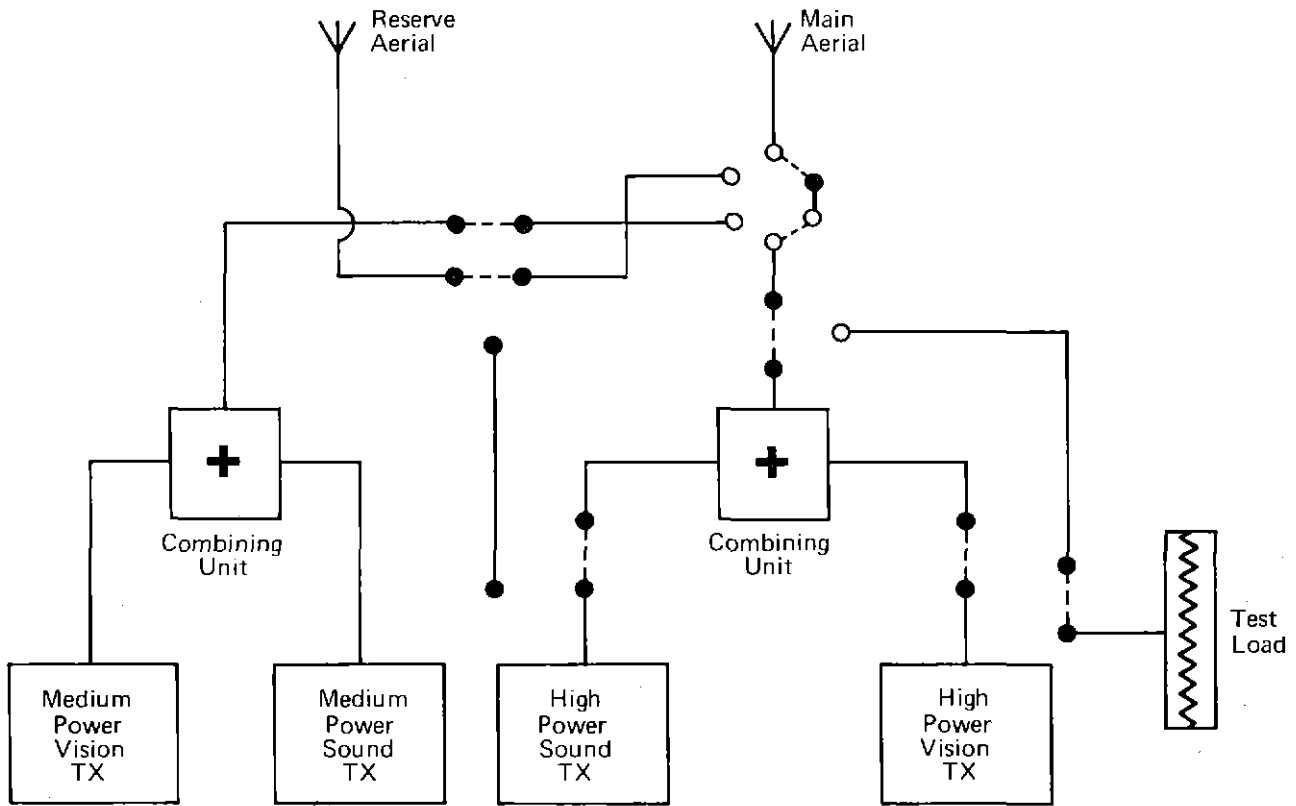 Reserve
Aerial
Main
Aerial
Combining
Unit
Combining
Unit
Medium
Power
Vision
TX
Medium
Power
Sound
TX
High
Power
Sound
TX
High
Power
Vision
TX
Test
Load